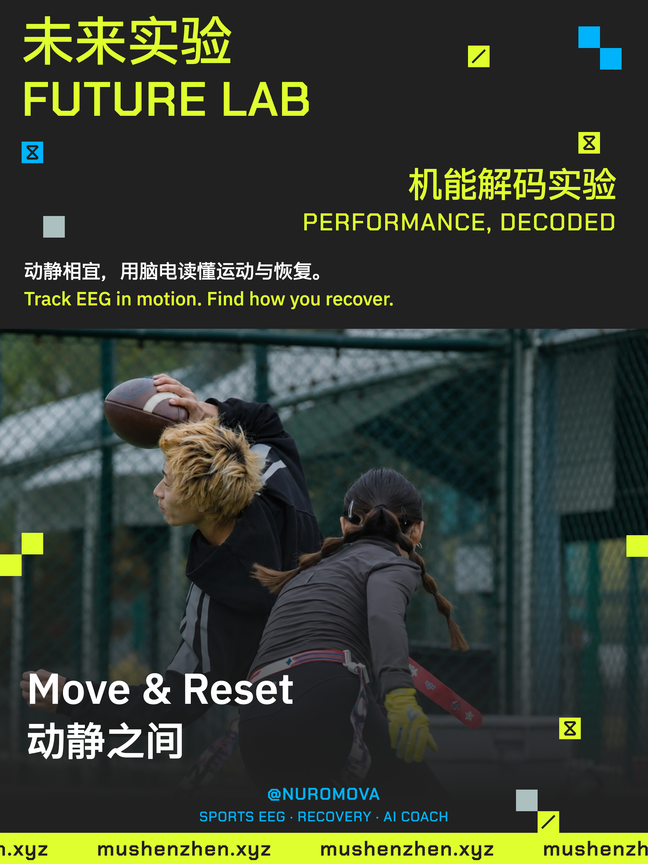 未来实验
FUTURE LAB
机能解码实验
PERFORMANCE, DECODED
动静相宜，用脑电读懂运动与恢复。
Track EEG in motion. Find how you recover.
Move & Reset
动静之间
@NUROMOVA
SPORTS EEG · RECOVERY · AI COACH
n.xyz mushenzhen.xyz mushenzhen.xyz mushenzh